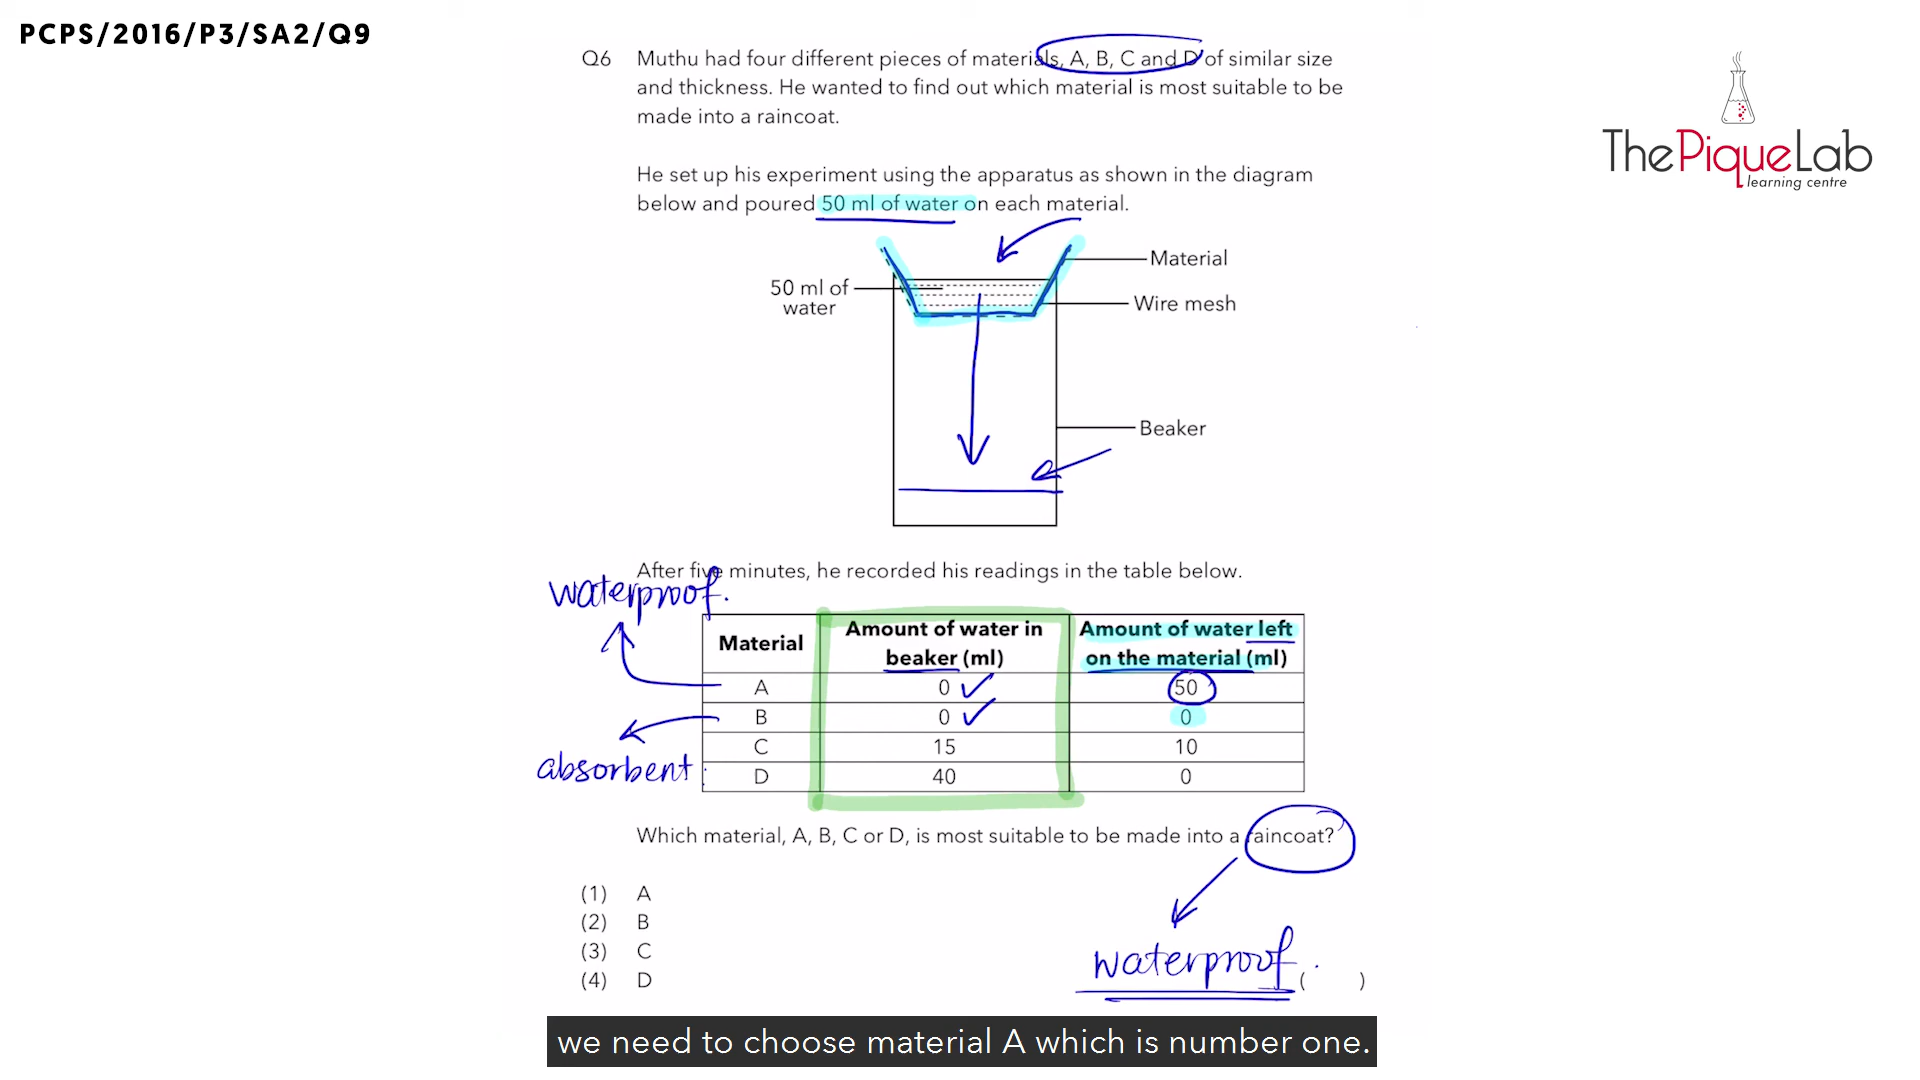 PCPS/2016/P3/SA2/Q9
ThePiqueLab
learning centre
Q6 Muthu had four different pieces of materials, A, B, C and D of similar size
and thickness. He wanted to find out which material is most suitable to be
made into a raincoat.
He set up his experiment using the apparatus as shown in the diagram
below and poured 50 ml of water on each material.
Material
50 ml of
water
Wire mesh
Beaker
After five minutes, he recorded his readings in the table below.
waterproof.
Material Amount of water in beaker (ml) Amount of water left on the material (ml)
A 0 50
B 0 0
C 15 10
D 40 0
absorbent.
Which material, A, B, C or D, is most suitable to be made into a raincoat?
(1) A
(2) B
(3) C
(4) D
waterproof.
( )
we need to choose material A which is number one.